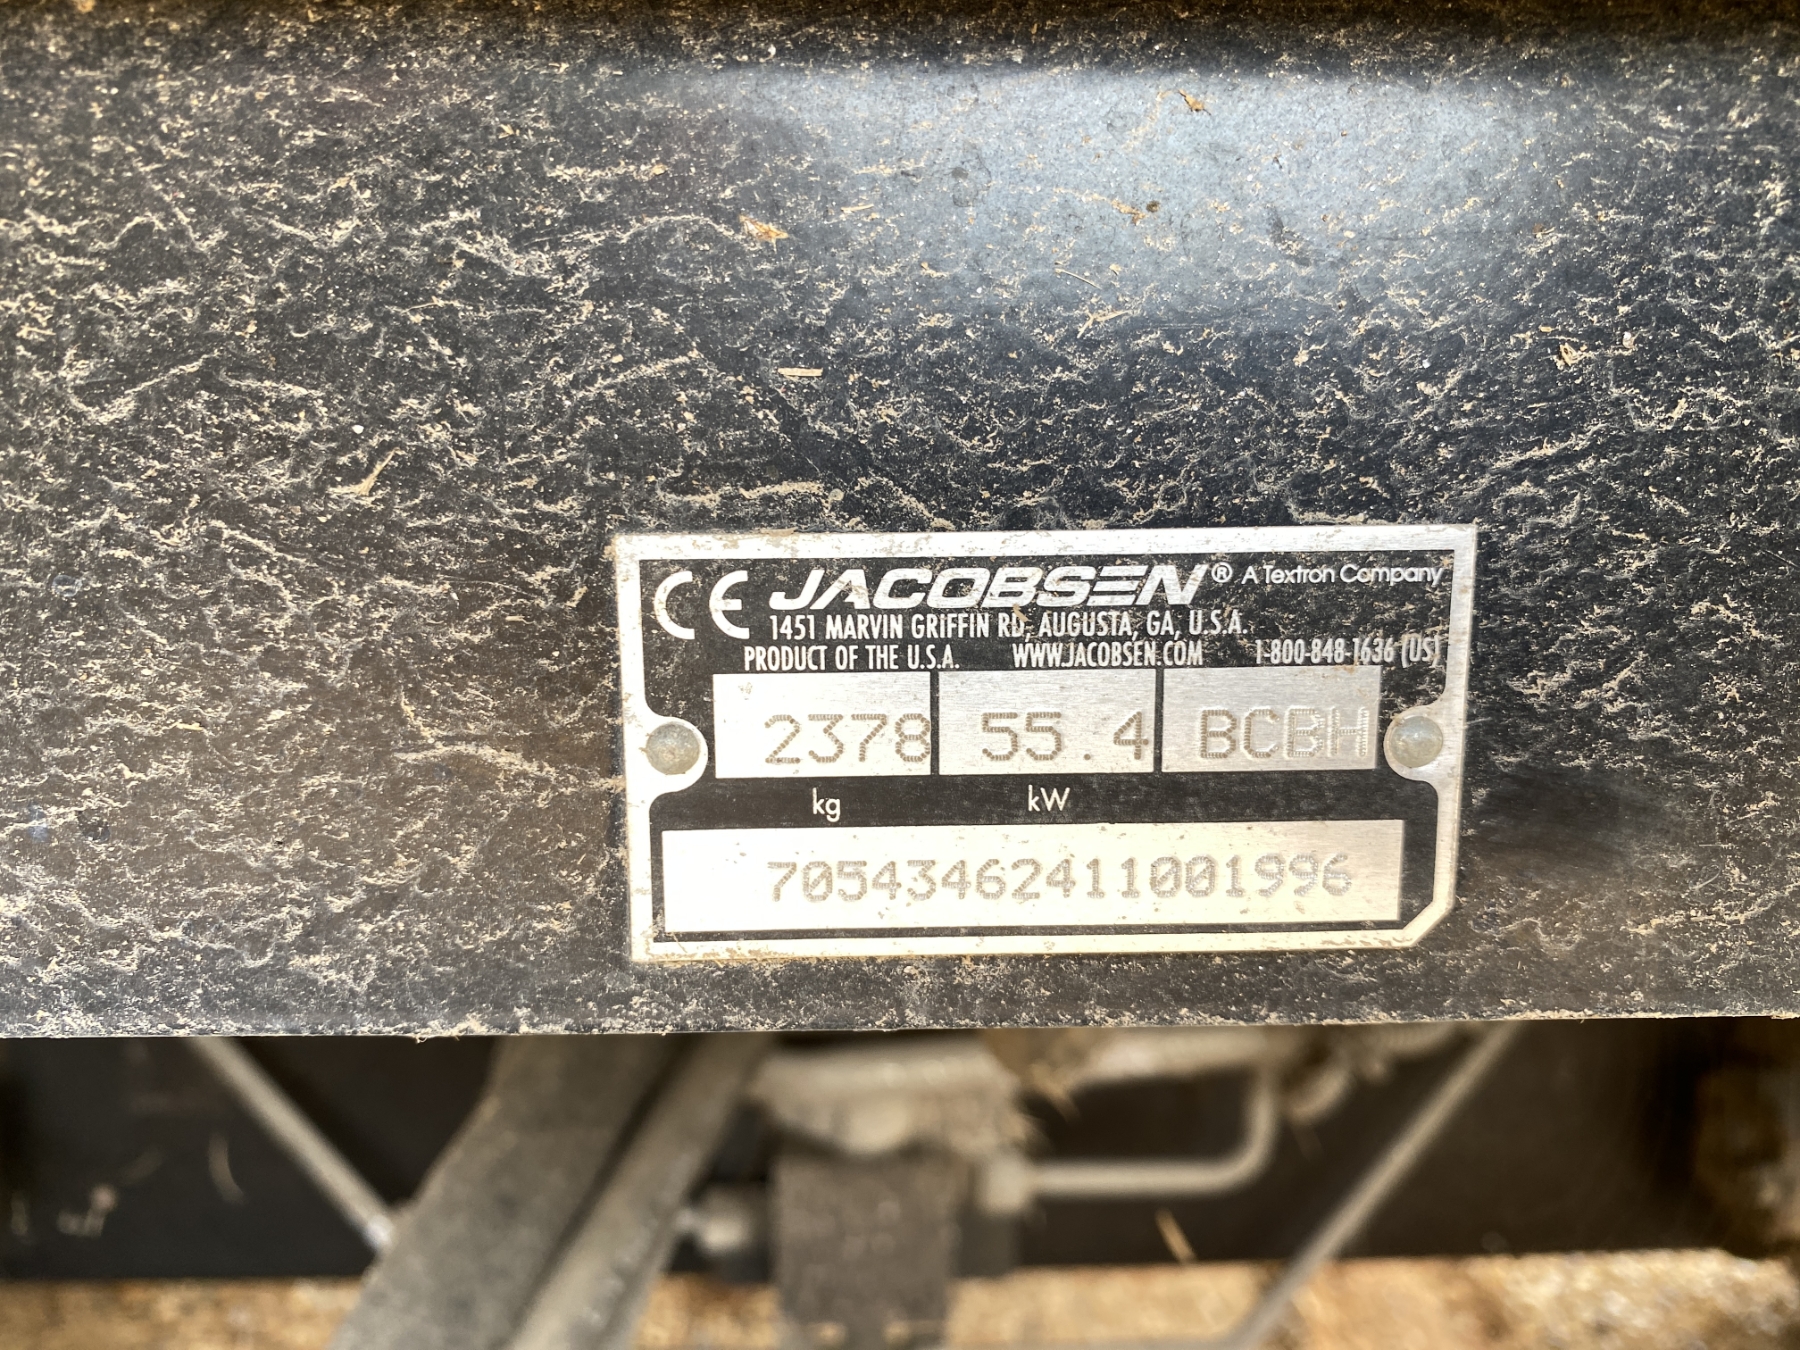 CE JACOBSEN® A Textron Company
1451 MARVIN GRIFFIN RD, AUGUSTA, GA, U.S.A.
PRODUCT OF THE U.S.A. WWW.JACOBSEN.COM 1-800-848-1636 (US)
2378 55.4 BCBH
kg kW
70543462411001996